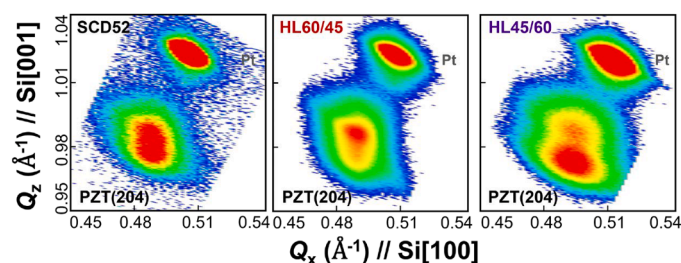 SCD52
HL60/45
HL45/60
Pt
Pt
Pt
PZT(204)
PZT(204)
PZT(204)
Qz (Å-1) // Si[001]
1.04
1.01
0.98
0.95
0.45 0.48 0.51 0.54
0.45 0.48 0.51 0.54
0.45 0.48 0.51 0.54
Qx (Å-1) // Si[100]